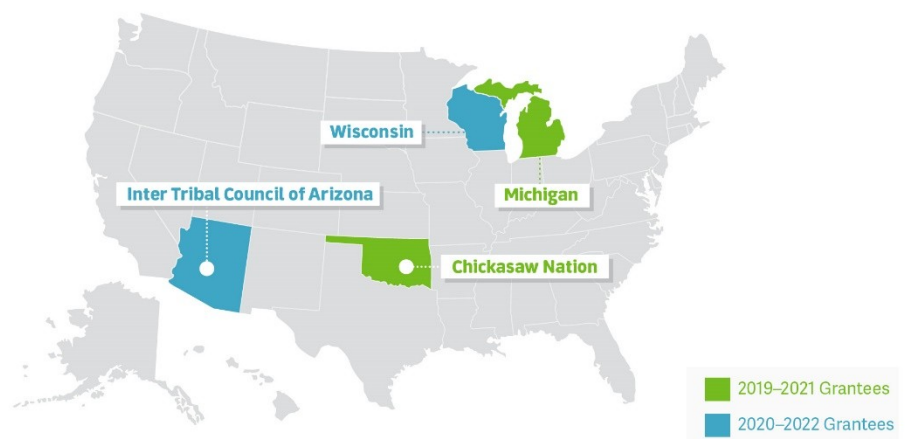 Wisconsin
Inter Tribal Council of Arizona
Michigan
Chickasaw Nation
2019–2021 Grantees
2020–2022 Grantees